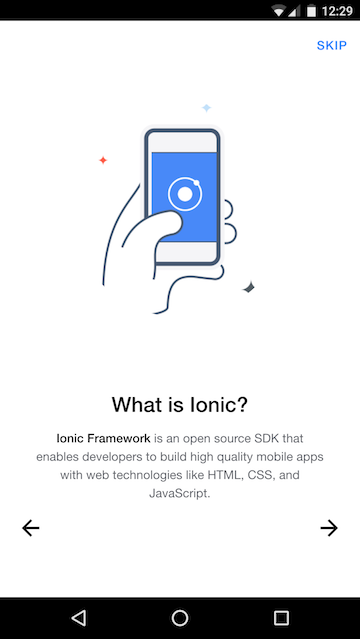 12:29
SKIP
What is Ionic?
Ionic Framework is an open source SDK that
enables developers to build high quality mobile apps
with web technologies like HTML, CSS, and
JavaScript.